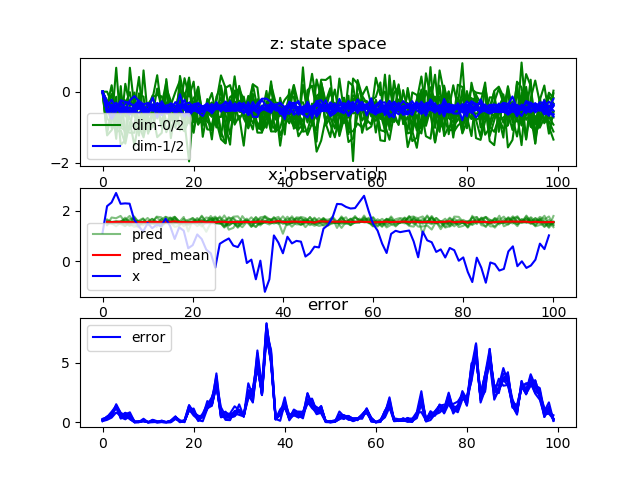 z: state space
0
−2
dim-0/2
dim-1/2
0 20 40 60 80 100
x: observation
2
0
pred
pred_mean
x
0 20 40 60 80 100
error
5
0
error
0 20 40 60 80 100